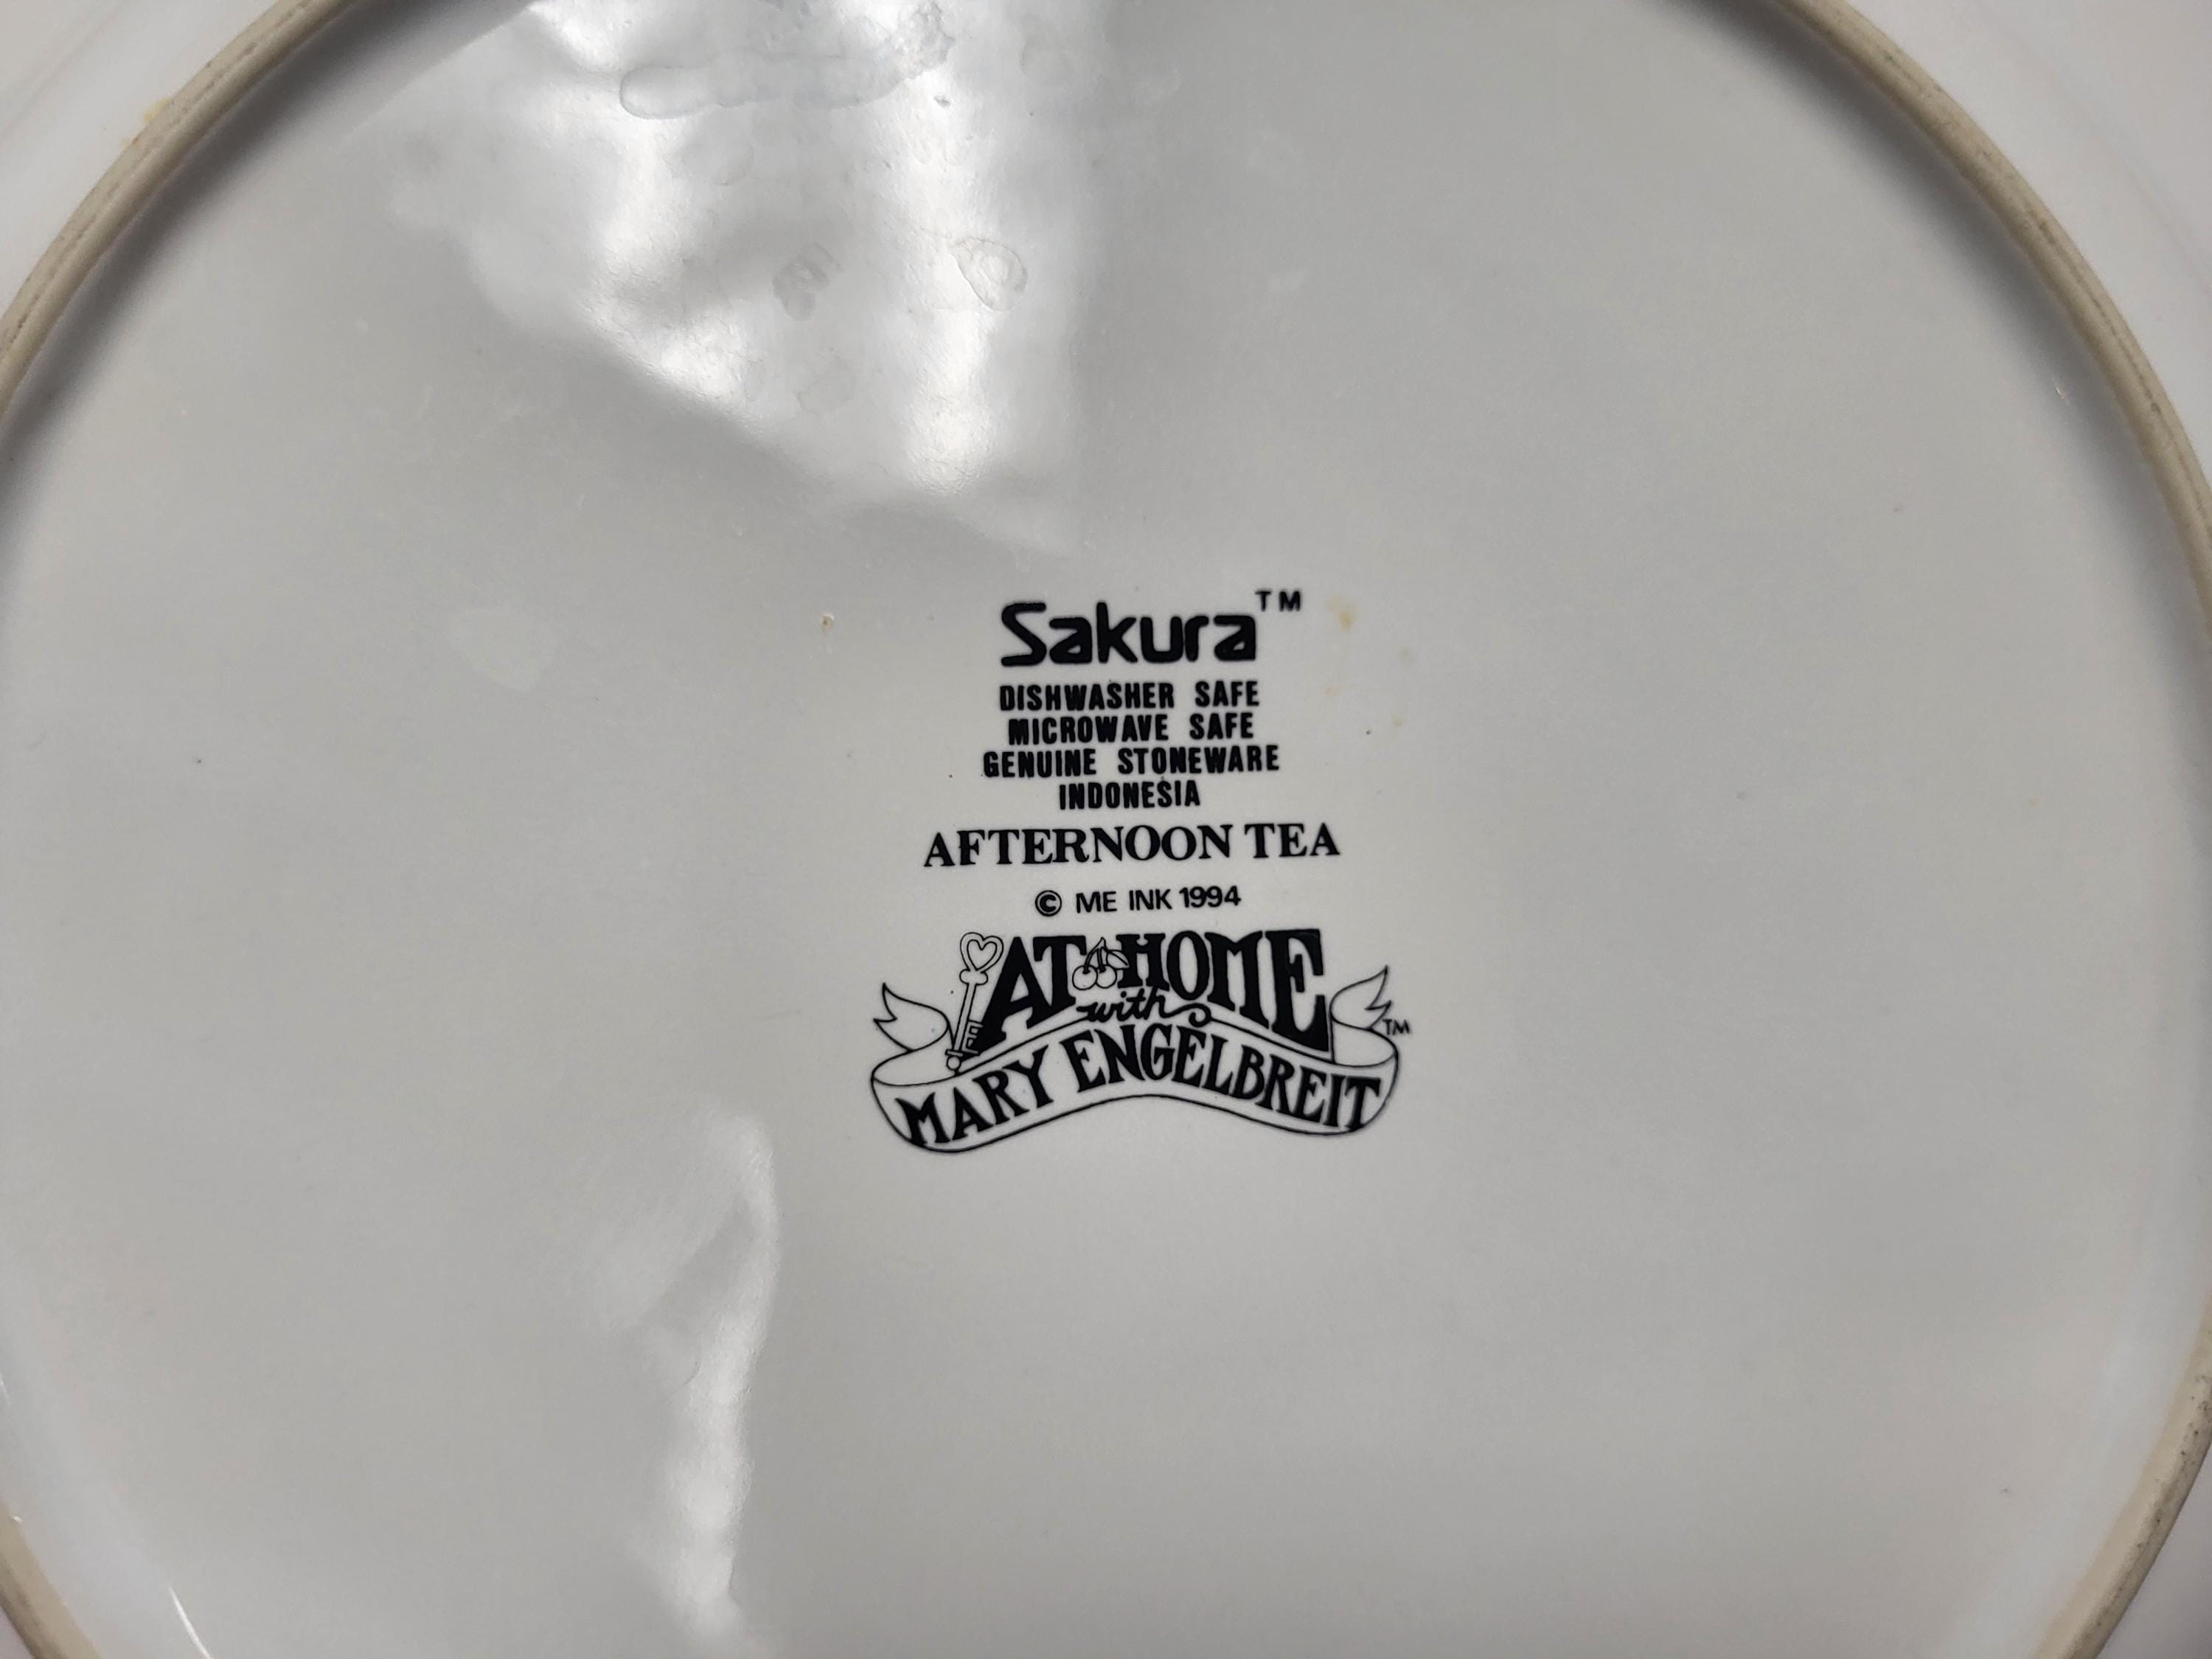 Sakura™
DISHWASHER SAFE
MICROWAVE SAFE
GENUINE STONEWARE
INDONESIA
AFTERNOON TEA
© ME INK 1994
AT HOME
with
MARY ENGELBREIT™